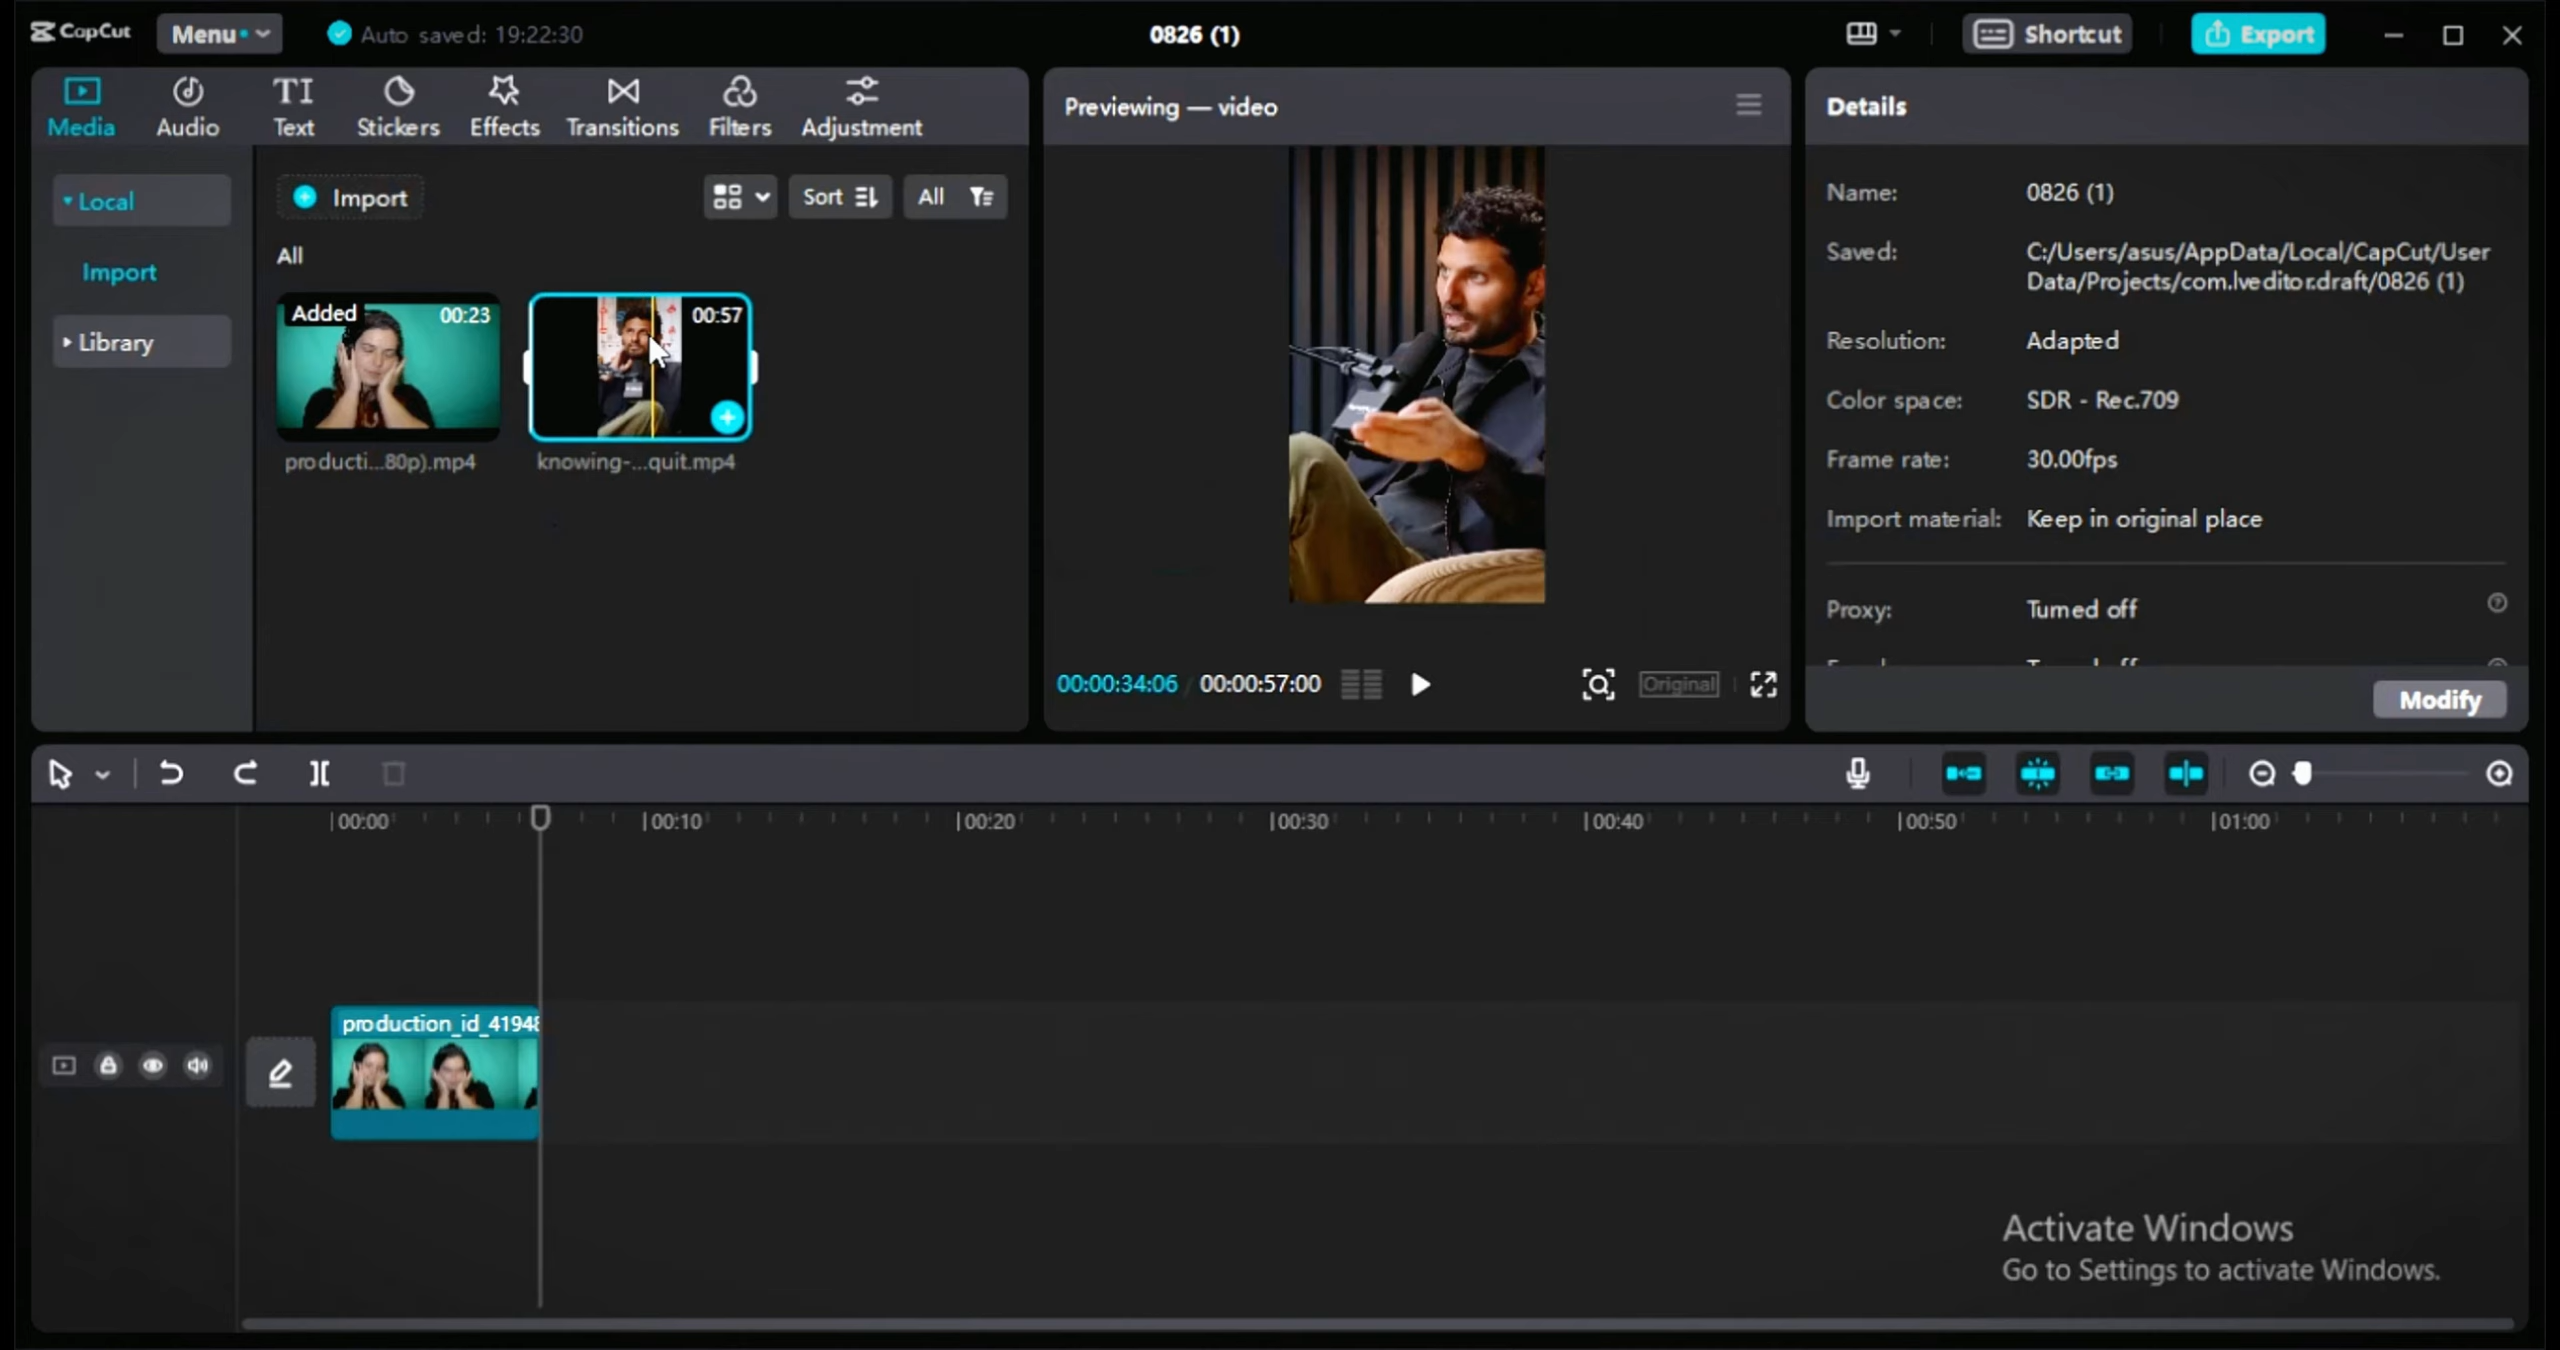 CapCut
Menu
Auto saved: 19:22:30
0826 (1)
Shortcut
Export
Media
Audio
TI
Text
Stickers
Effects
Transitions
Filters
Adjustment
Local
Import
Library
Import
Sort
All
All
Added
00:23
producti...80p).mp4
00:57
knowing-...quit.mp4
Previewing — video
00:00:34:06
00:00:57:00
Original
Details
Name: 0826 (1)
Saved: C:/Users/asus/AppData/Local/CapCut/User
Data/Projects/com.lveditor.draft/0826 (1)
Resolution: Adapted
Color space: SDR - Rec.709
Frame rate: 30.00fps
Import material: Keep in original place
Proxy: Turned off
Modify
00:00
00:10
00:20
00:30
00:40
00:50
01:00
production_id_41948
Activate Windows
Go to Settings to activate Windows.